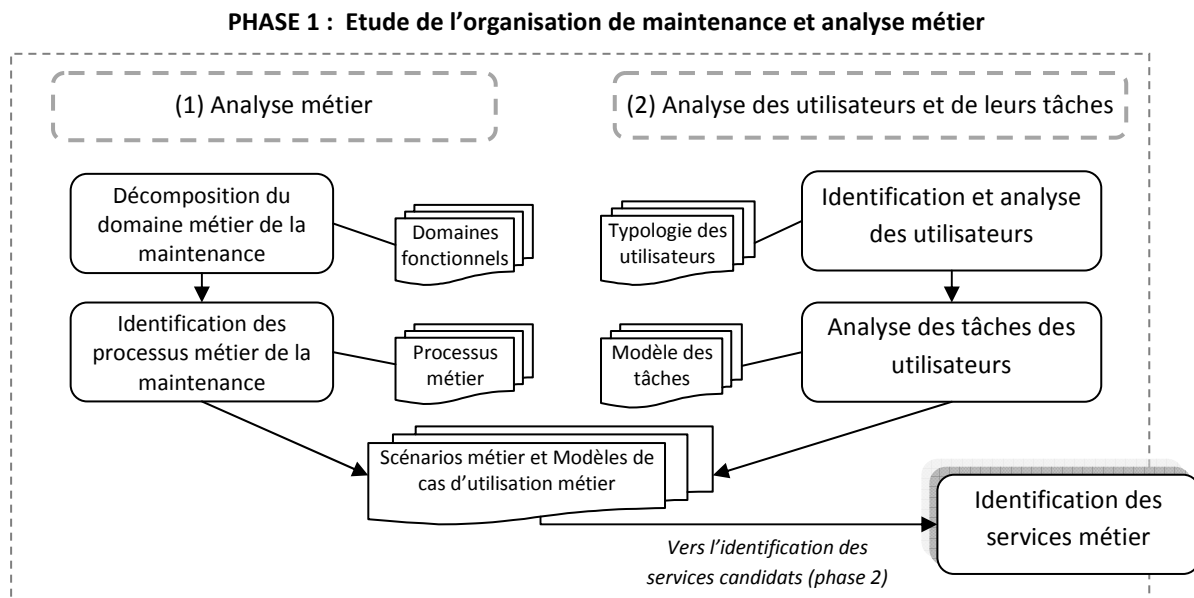 PHASE 1 : Etude de l'organisation de maintenance et analyse métier
(1) Analyse métier
(2) Analyse des utilisateurs et de leurs tâches
Décomposition du
domaine métier de la
maintenance
Domaines
fonctionnels
Typologie des
utilisateurs
Identification et analyse
des utilisateurs
Identification des
processus métier de la
maintenance
Processus
métier
Modèle des
tâches
Analyse des tâches des
utilisateurs
Scénarios métier et Modèles de
cas d'utilisation métier
Identification des
services métier
Vers l'identification des
services candidats (phase 2)